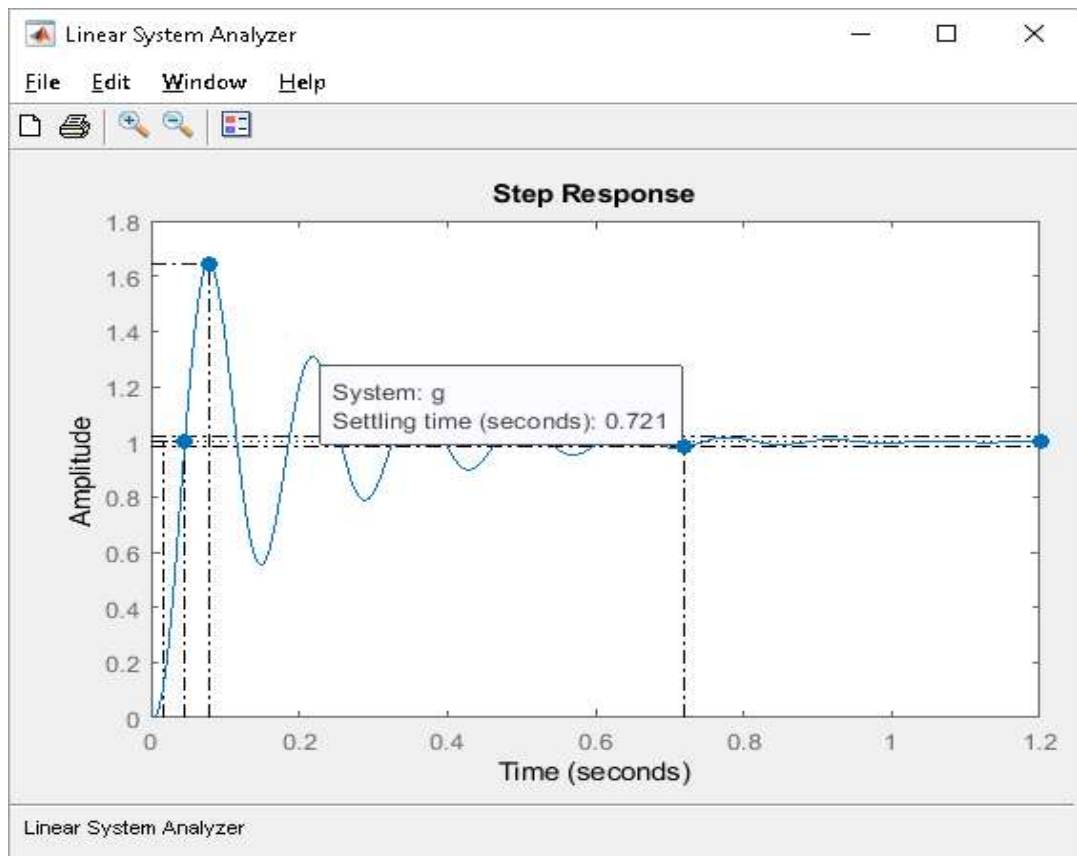 Linear System Analyzer
File Edit Window Help
Step Response
Amplitude
1.8
1.6
1.4
1.2
1
0.8
0.6
0.4
0.2
0
System: g
Settling time (seconds): 0.721
0 0.2 0.4 0.6 0.8 1 1.2
Time (seconds)
Linear System Analyzer